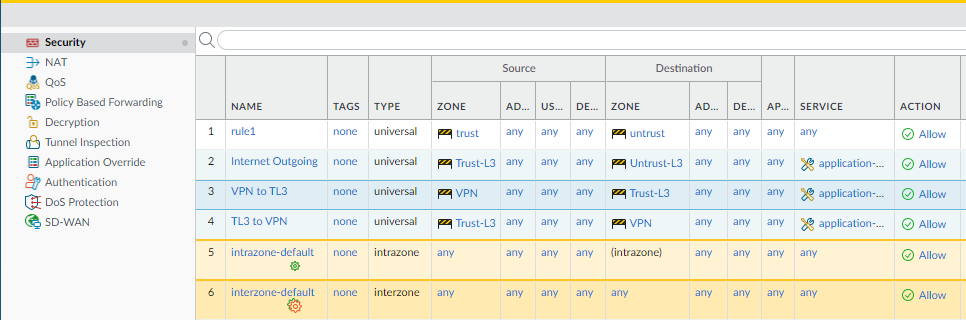 Security
NAT
QoS
Policy Based Forwarding
Decryption
Tunnel Inspection
Application Override
Authentication
DoS Protection
SD-WAN
Source Destination
NAME TAGS TYPE ZONE AD... US... DE... ZONE AD... DE... AP... SERVICE ACTION
1 rule1 none universal trust any any any untrust any any any any Allow
2 Internet Outgoing none universal Trust-L3 any any any Untrust-L3 any any any application-... Allow
3 VPN to TL3 none universal VPN any any any Trust-L3 any any any application-... Allow
4 TL3 to VPN none universal Trust-L3 any any any VPN any any any application-... Allow
5 intrazone-default none intrazone any any any any (intrazone) any any any any Allow
6 interzone-default none interzone any any any any any any any any any Allow